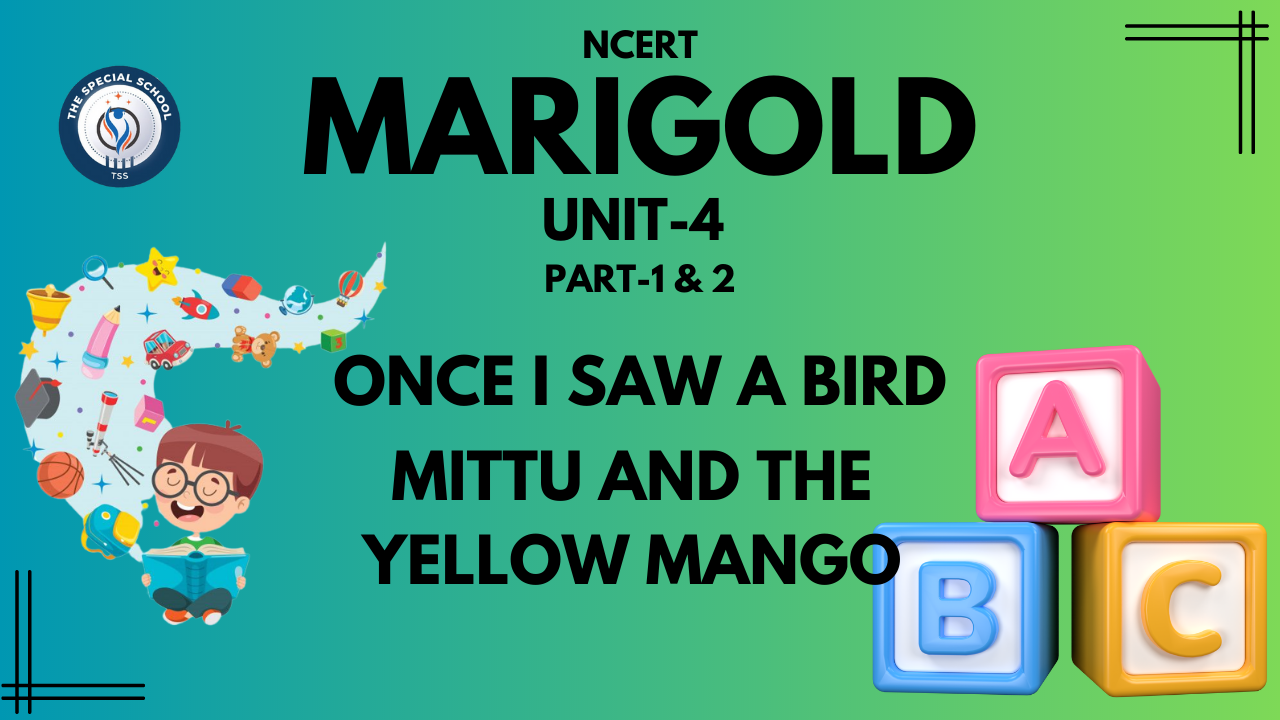 NCERT
MARIGOLD
UNIT-4
PART-1 & 2
THE SPECIAL SCHOOL
TSS
ONCE I SAW A BIRD
MITTU AND THE
YELLOW MANGO
A
B
C
S